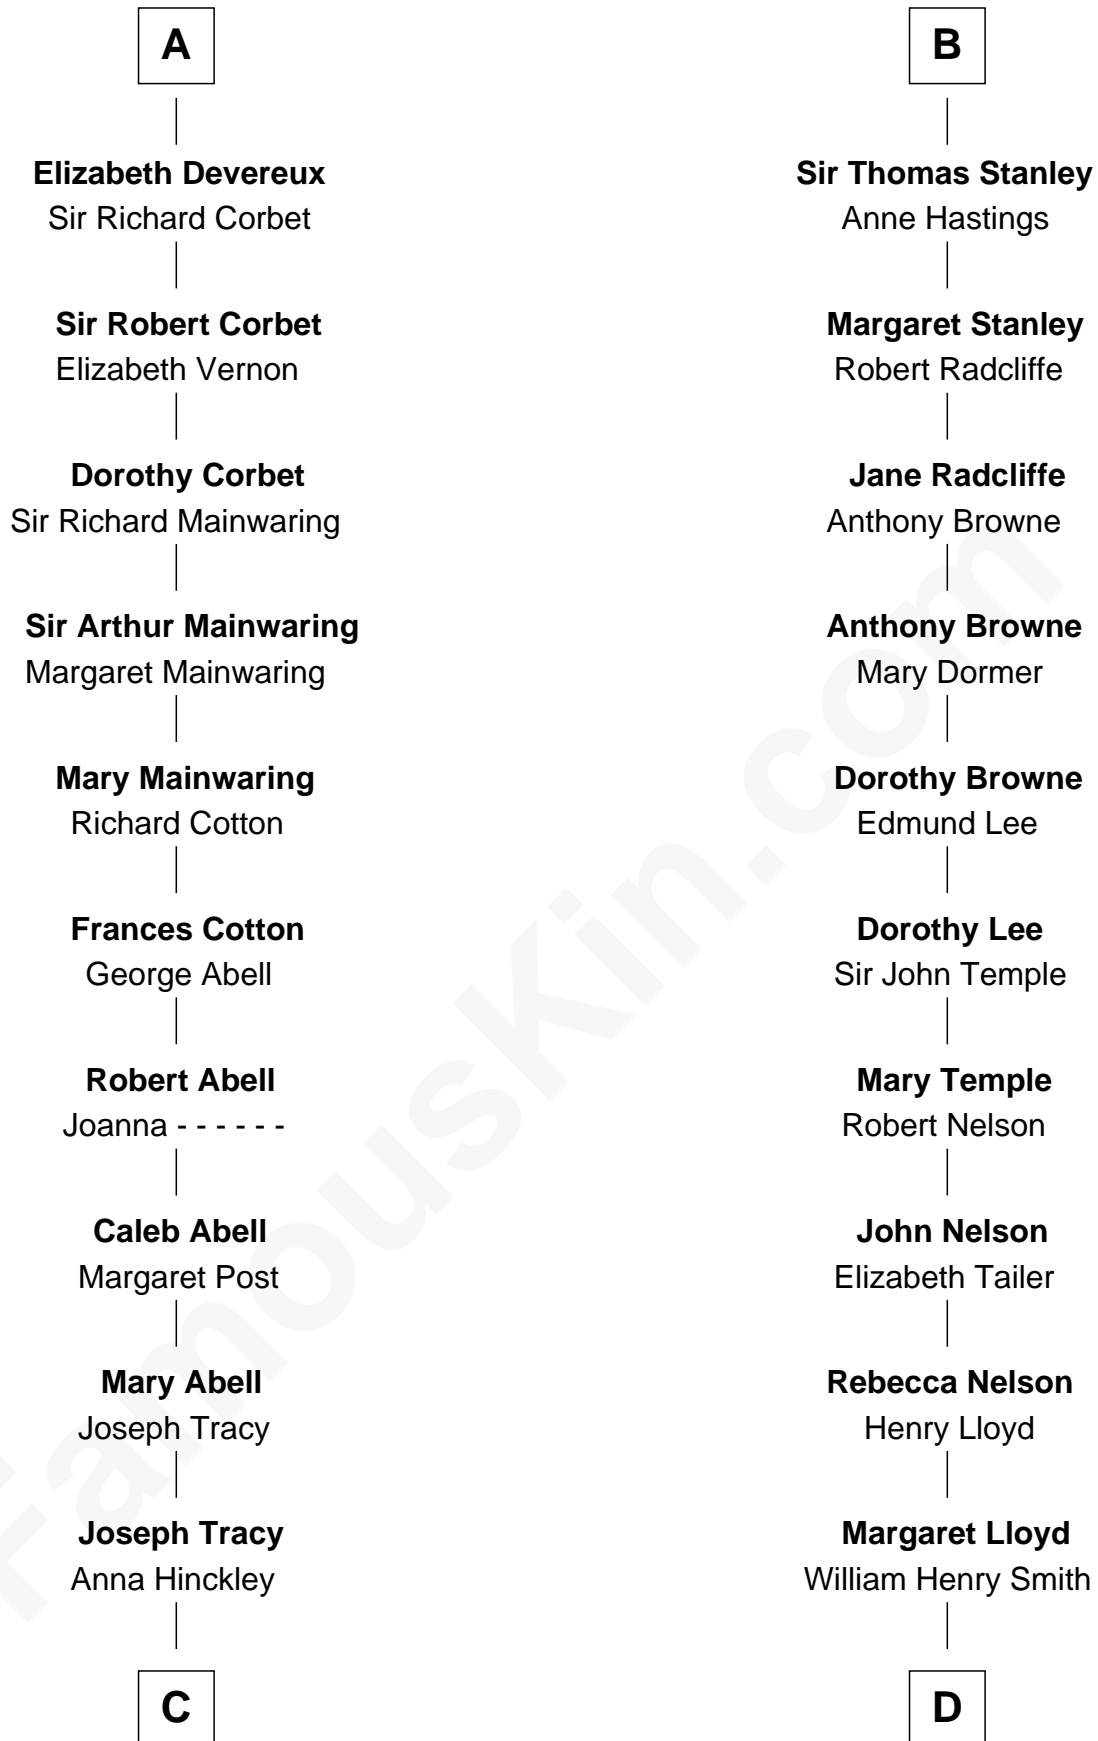 A
Elizabeth Devereux
Sir Richard Corbet
Sir Robert Corbet
Elizabeth Vernon
Dorothy Corbet
Sir Richard Mainwaring
Sir Arthur Mainwaring
Margaret Mainwaring
Mary Mainwaring
Richard Cotton
Frances Cotton
George Abell
Robert Abell
Joanna - - - - - -
Caleb Abell
Margaret Post
Mary Abell
Joseph Tracy
Joseph Tracy
Anna Hinckley
C
B
Sir Thomas Stanley
Anne Hastings
Margaret Stanley
Robert Radcliffe
Jane Radcliffe
Anthony Browne
Anthony Browne
Mary Dormer
Dorothy Browne
Edmund Lee
Dorothy Lee
Sir John Temple
Mary Temple
Robert Nelson
John Nelson
Elizabeth Tailer
Rebecca Nelson
Henry Lloyd
Margaret Lloyd
William Henry Smith
D
FamousKin.com